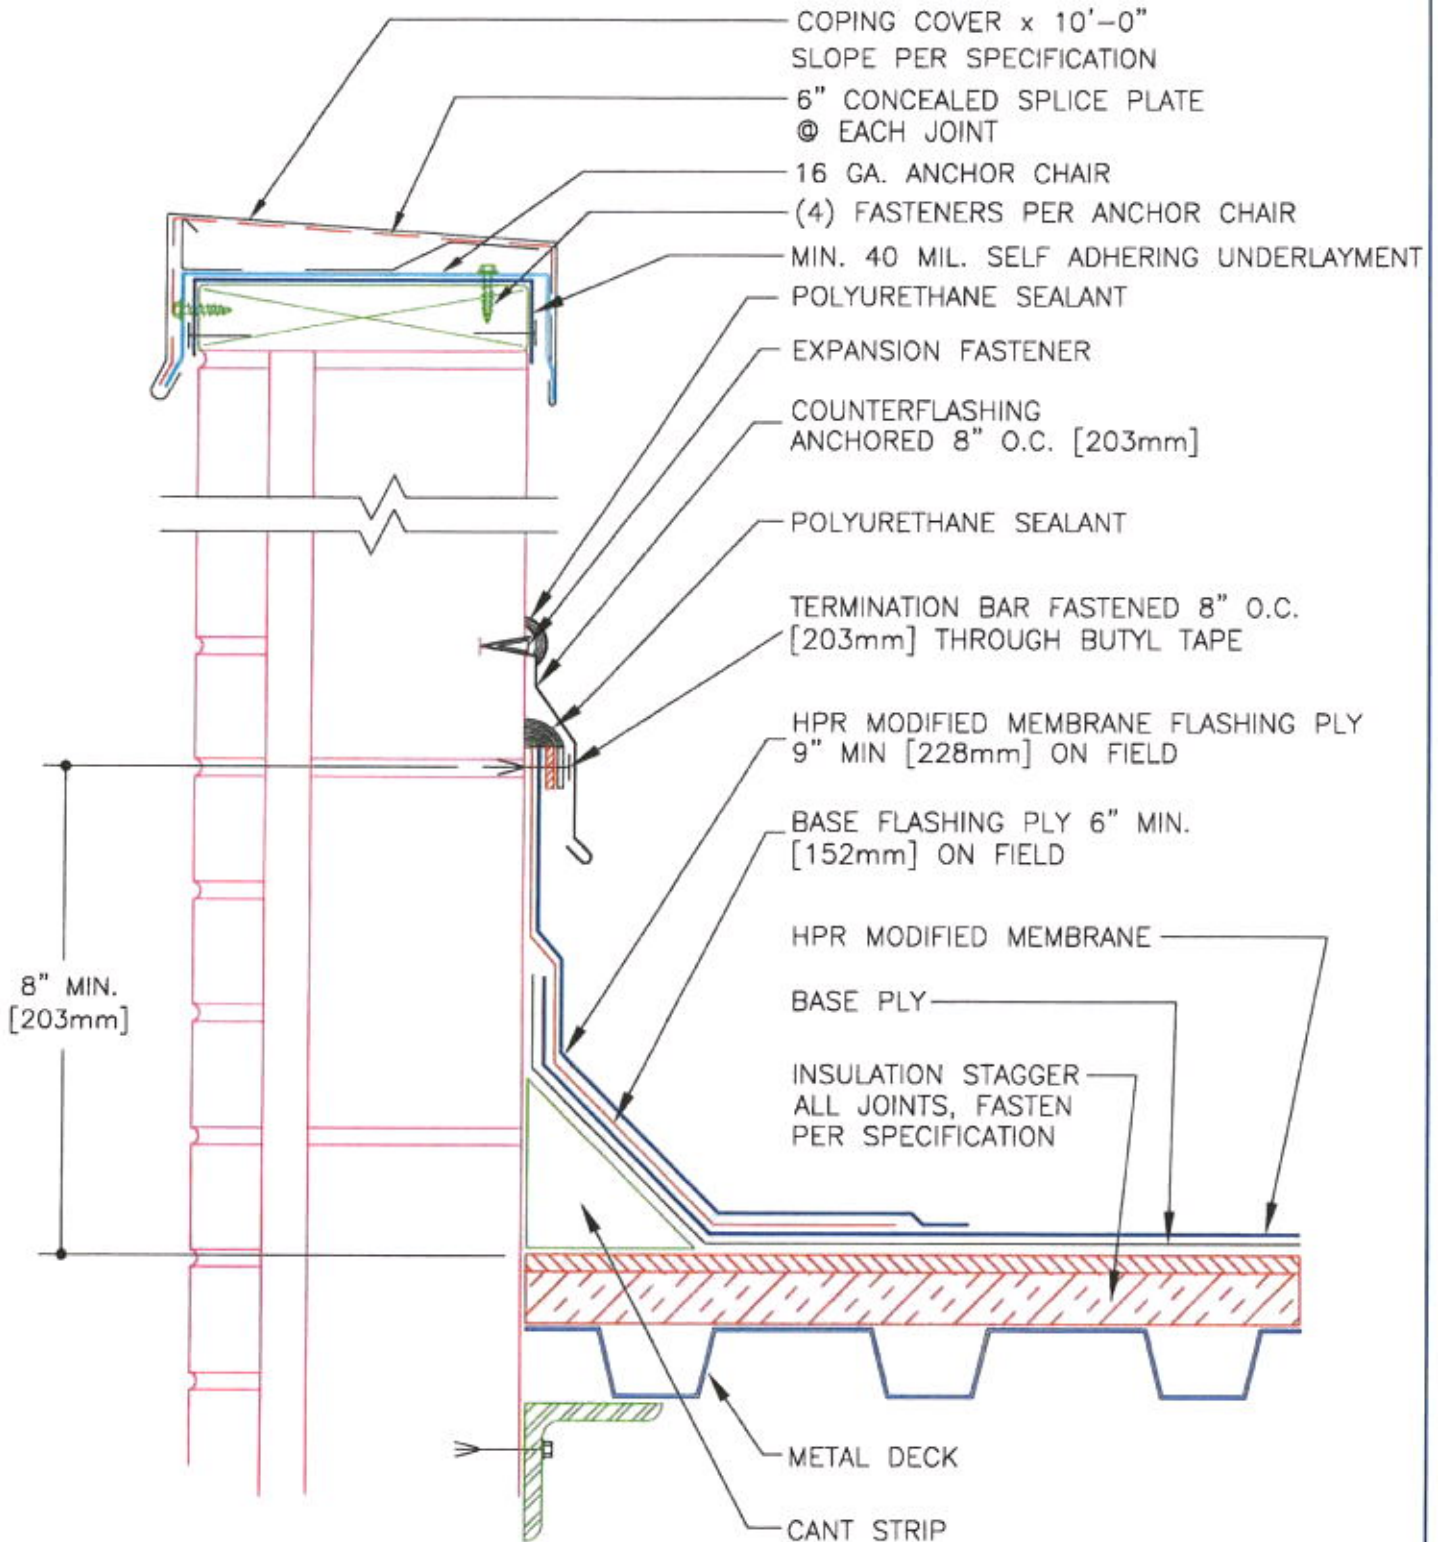 COPING COVER x 10'-0"
SLOPE PER SPECIFICATION
6" CONCEALED SPLICE PLATE
@ EACH JOINT
16 GA. ANCHOR CHAIR
(4) FASTENERS PER ANCHOR CHAIR
MIN. 40 MIL. SELF ADHERING UNDERLAYMENT
POLYURETHANE SEALANT
EXPANSION FASTENER
COUNTERFLASHING
ANCHORED 8" O.C. [203mm]
POLYURETHANE SEALANT
TERMINATION BAR FASTENED 8" O.C.
[203mm] THROUGH BUTYL TAPE
HPR MODIFIED MEMBRANE FLASHING PLY
9" MIN [228mm] ON FIELD
BASE FLASHING PLY 6" MIN.
[152mm] ON FIELD
HPR MODIFIED MEMBRANE
8" MIN.
[203mm]
BASE PLY
INSULATION STAGGER
ALL JOINTS, FASTEN
PER SPECIFICATION
METAL DECK
CANT STRIP